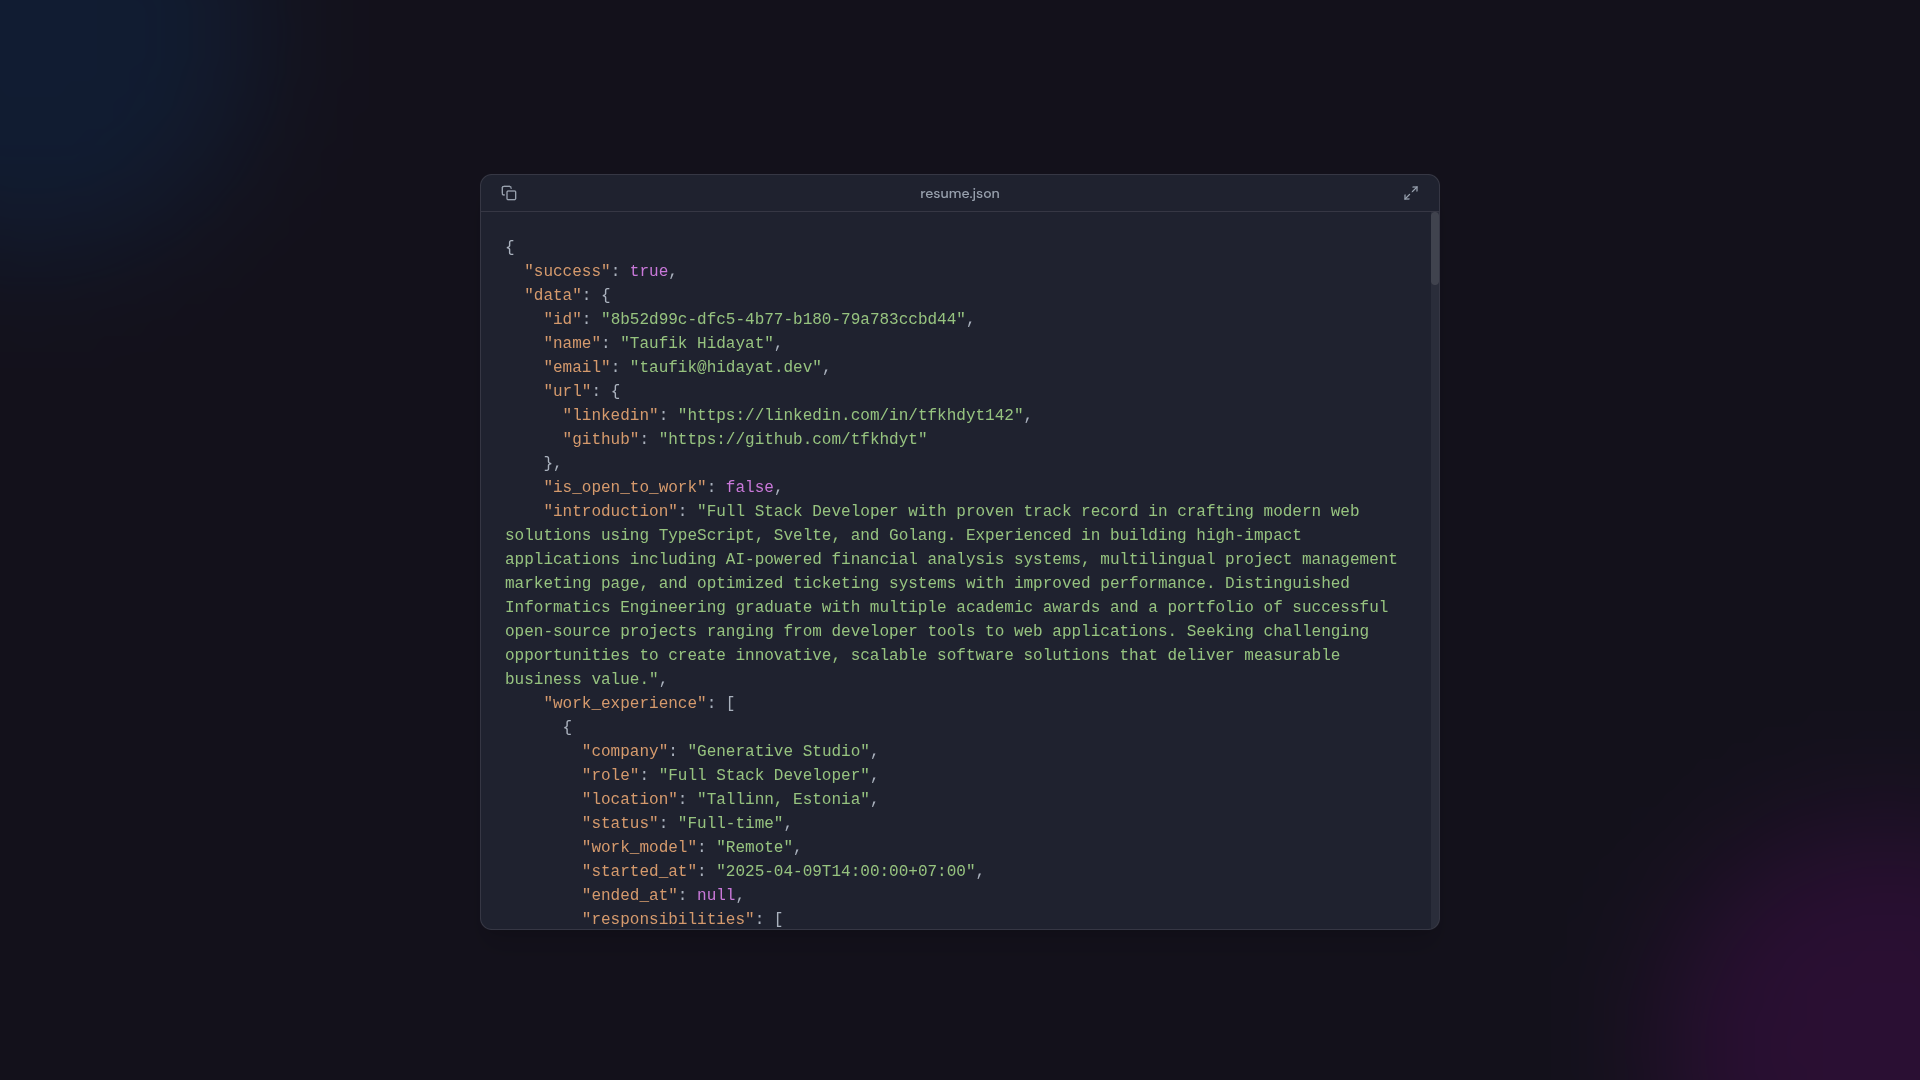 resume.json
{
  "success": true,
  "data": {
    "id": "8b52d99c-dfc5-4b77-b180-79a783ccbd44",
    "name": "Taufik Hidayat",
    "email": "taufik@hidayat.dev",
    "url": {
      "linkedin": "https://linkedin.com/in/tfkhdyt142",
      "github": "https://github.com/tfkhdyt"
    },
    "is_open_to_work": false,
    "introduction": "Full Stack Developer with proven track record in crafting modern web
solutions using TypeScript, Svelte, and Golang. Experienced in building high-impact
applications including AI-powered financial analysis systems, multilingual project management
marketing page, and optimized ticketing systems with improved performance. Distinguished
Informatics Engineering graduate with multiple academic awards and a portfolio of successful
open-source projects ranging from developer tools to web applications. Seeking challenging
opportunities to create innovative, scalable software solutions that deliver measurable
business value.",
    "work_experience": [
      {
        "company": "Generative Studio",
        "role": "Full Stack Developer",
        "location": "Tallinn, Estonia",
        "status": "Full-time",
        "work_model": "Remote",
        "started_at": "2025-04-09T14:00:00+07:00",
        "ended_at": null,
        "responsibilities": [